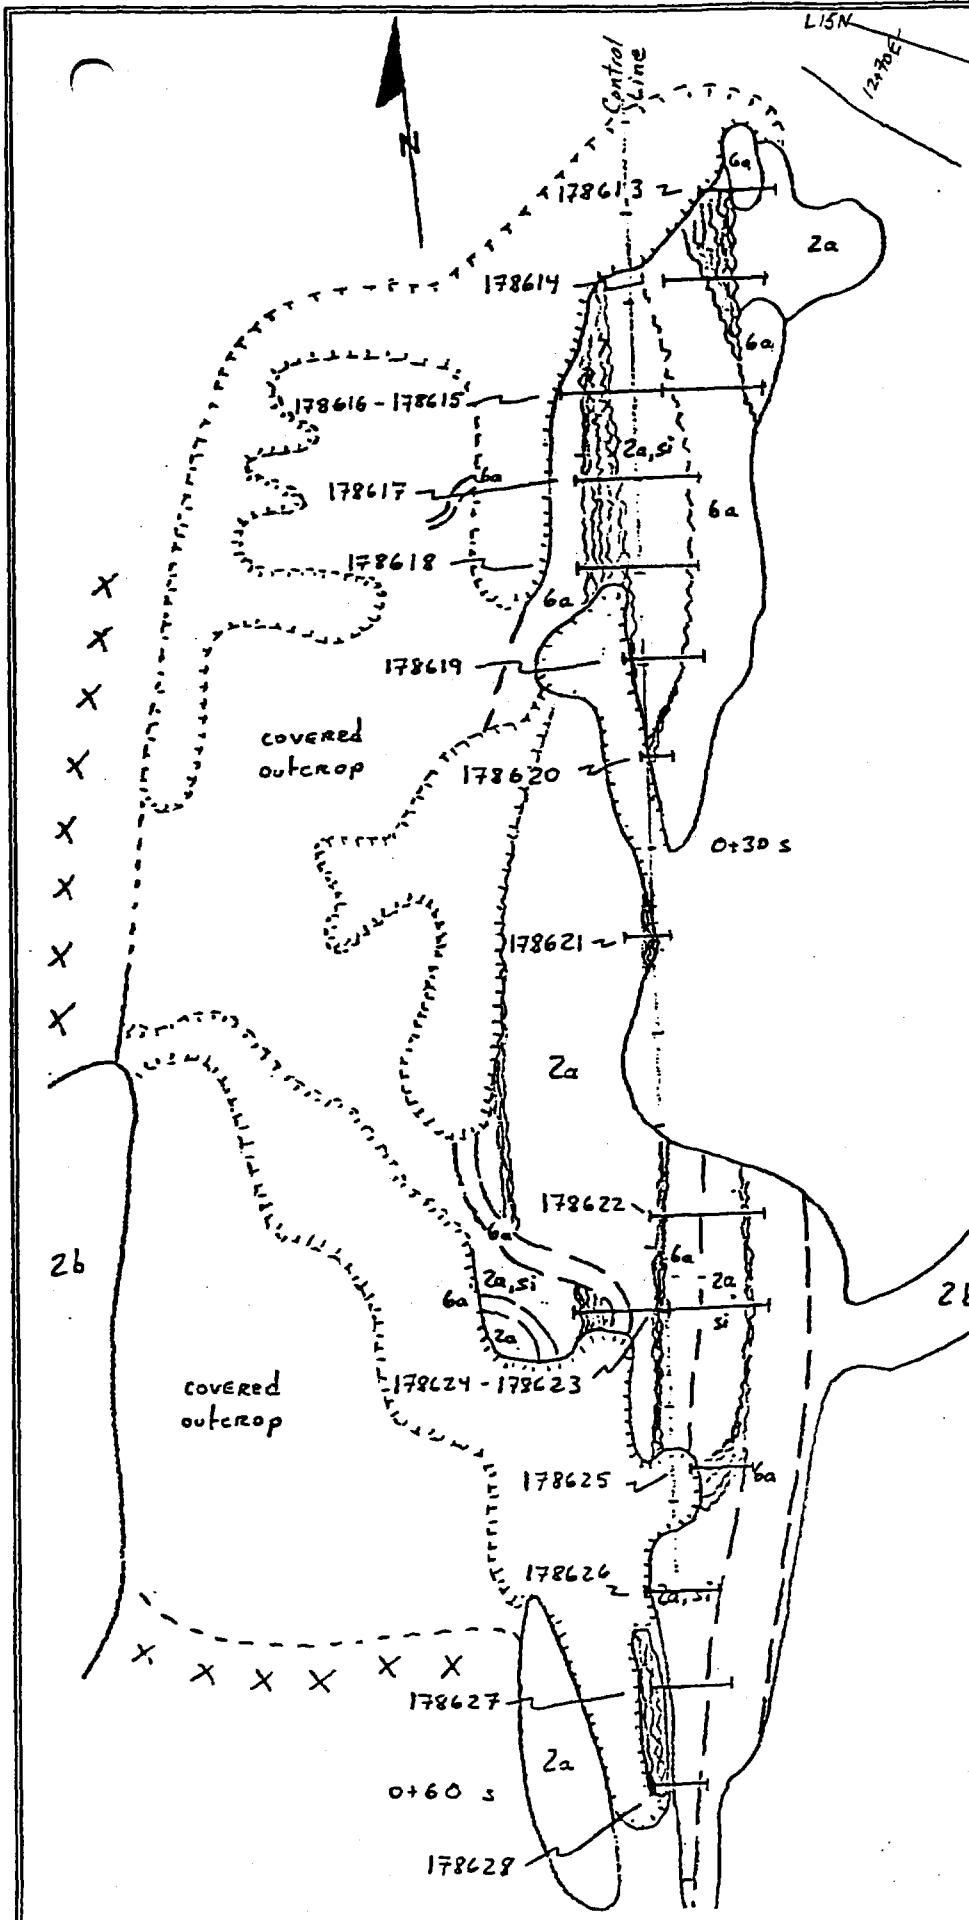 L15N
12+70E
Control
Line
N
6a
178613
2a
178614
6a
178616 - 178615
2a, si
6a
178617
6a
178618
6a
178619
covered
outcrop
178620
0+30 s
178621
2a
178622
6a
6a
2b
2a, si
2a
si
6a
2a
178624 - 178623
covered
outcrop
178625
6a
178626
2a, si
178627
2a
0+60 s
178628